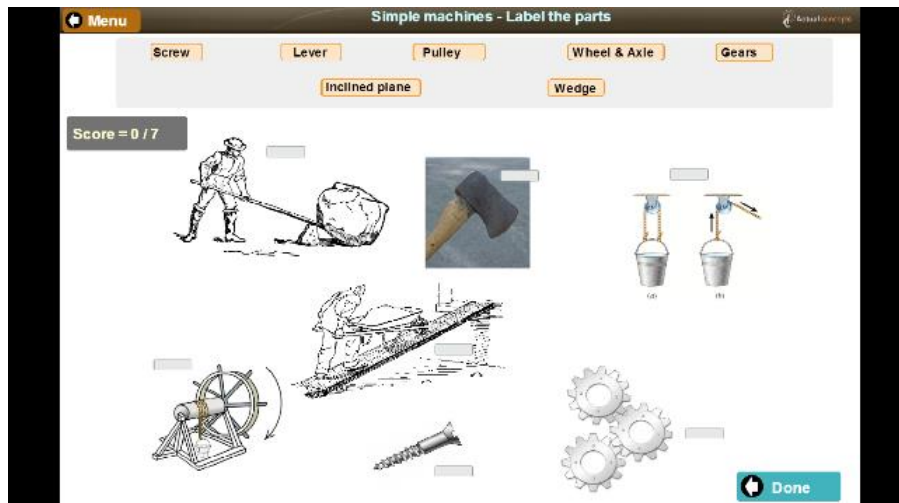 Menu
Simple machines - Label the parts
Actualconcepts
Screw
Lever
Pulley
Wheel & Axle
Gears
Inclined plane
Wedge
Score = 0 / 7
(a)
(b)
Done